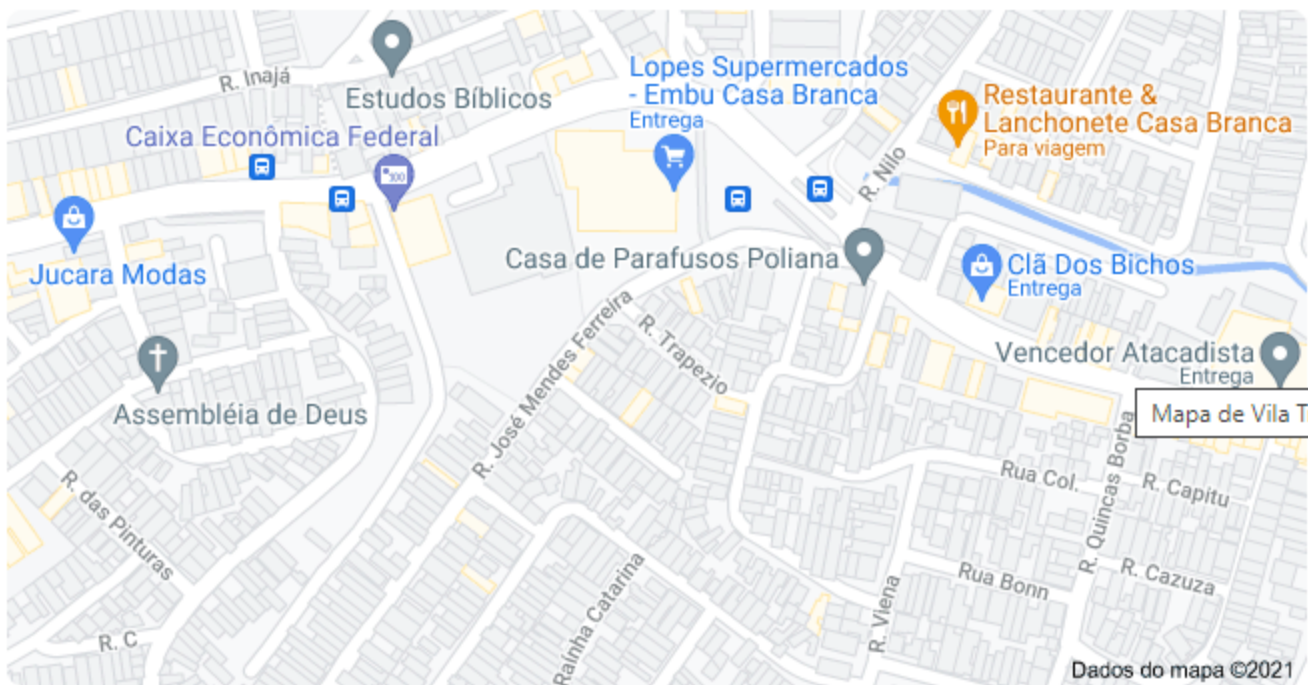 R. Inajá
Estudos Bíblicos
Lopes Supermercados
- Embu Casa Branca
Entrega
Restaurante &
Lanchonete Casa Branca
Para viagem
Caixa Econômica Federal
R. Nilo
Jucara Modas
Casa de Parafusos Poliana
Clã Dos Bichos
Entrega
R. José Mendes Ferreira
R. Trapezio
Vencedor Atacadista
Entrega
Mapa de Vila T
Assembléia de Deus
R. das Pinturas
Rua Col.
R. Quincas Borba
R. Capitu
R. Cazuza
Rua Bonn
R. Viena
Rainha Catarina
R. C
Dados do mapa ©2021